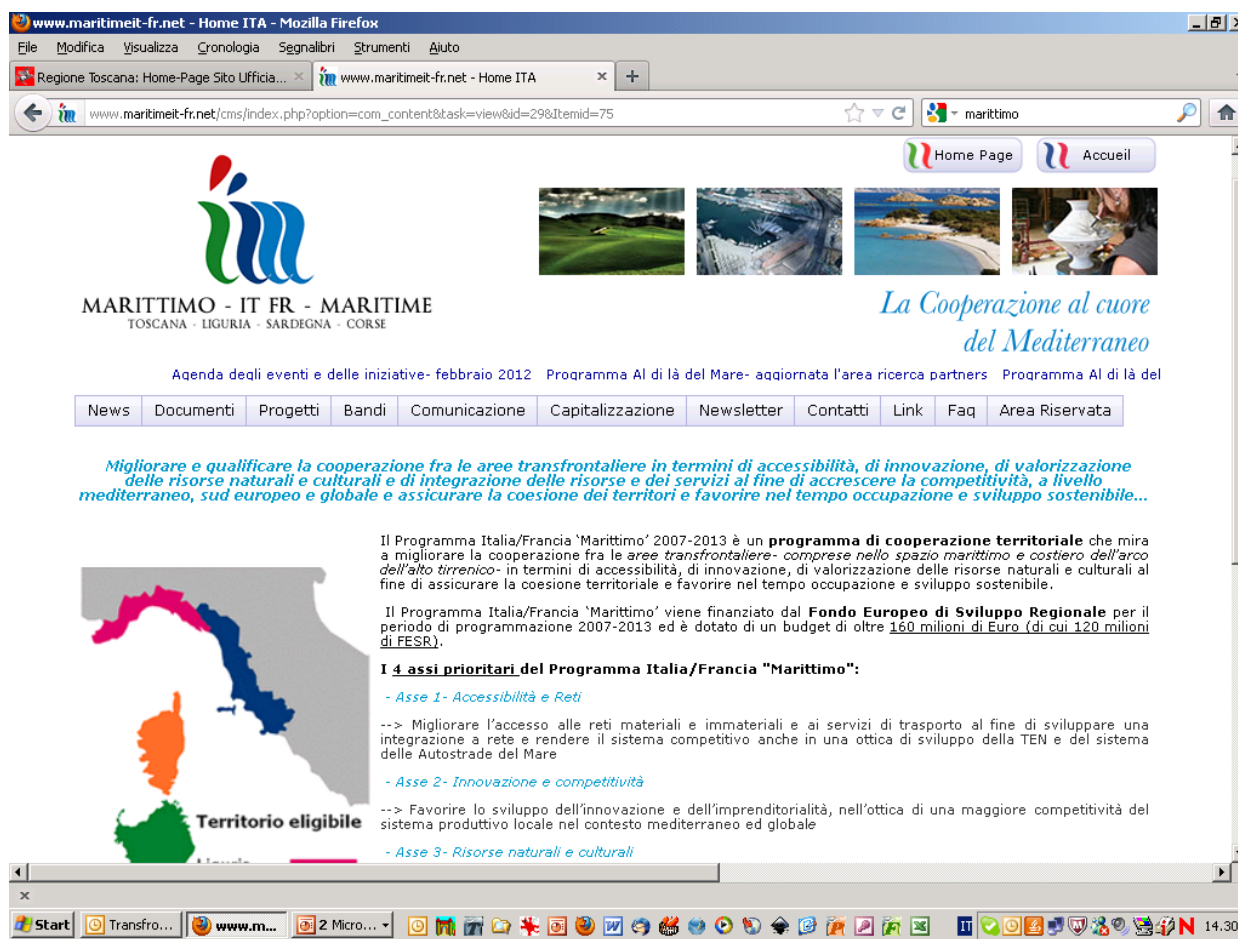 www.maritimeit-fr.net - Home ITA - Mozilla Firefox
File Modifica Visualizza Cronologia Segnalibri Strumenti Aiuto
Regione Toscana: Home-Page Sito Ufficia... www.maritimeit-fr.net - Home ITA
www.maritimeit-fr.net/cms/index.php?option=com_content&task=view&id=29&Itemid=75 marittimo
Home Page Accueil
MARITTIMO - IT FR - MARITIME
TOSCANA - LIGURIA - SARDEGNA - CORSE
La Cooperazione al cuore
del Mediterraneo
Agenda degli eventi e delle iniziative- febbraio 2012 Programma Al di là del Mare- aggiornata l'area ricerca partners Programma Al di là del
News Documenti Progetti Bandi Comunicazione Capitalizzazione Newsletter Contatti Link Faq Area Riservata
Migliorare e qualificare la cooperazione fra le aree transfrontaliere in termini di accessibilità, di innovazione, di valorizzazione
delle risorse naturali e culturali e di integrazione delle risorse e dei servizi al fine di accrescere la competitività, a livello
mediterraneo, sud europeo e globale e assicurare la coesione dei territori e favorire nel tempo occupazione e sviluppo sostenibile...
Il Programma Italia/Francia 'Marittimo' 2007-2013 è un programma di cooperazione territoriale che mira
a migliorare la cooperazione fra le aree transfrontaliere- comprese nello spazio marittimo e costiero dell'arco
dell'alto tirrenico- in termini di accessibilità, di innovazione, di valorizzazione delle risorse naturali e culturali al
fine di assicurare la coesione territoriale e favorire nel tempo occupazione e sviluppo sostenibile.
Il Programma Italia/Francia 'Marittimo' viene finanziato dal Fondo Europeo di Sviluppo Regionale per il
periodo di programmazione 2007-2013 ed è dotato di un budget di oltre 160 milioni di Euro (di cui 120 milioni
di FESR).
I 4 assi prioritari del Programma Italia/Francia "Marittimo":
- Asse 1- Accessibilità e Reti
--> Migliorare l'accesso alle reti materiali e immateriali e ai servizi di trasporto al fine di sviluppare una
integrazione a rete e rendere il sistema competitivo anche in una ottica di sviluppo della TEN e del sistema
delle Autostrade del Mare
- Asse 2- Innovazione e competitività
--> Favorire lo sviluppo dell'innovazione e dell'imprenditorialità, nell'ottica di una maggiore competitività del
sistema produttivo locale nel contesto mediterraneo ed globale
- Asse 3- Risorse naturali e culturali
Territorio eligibile
Start Transfro... www.m... 2 Micro... IT 14.30